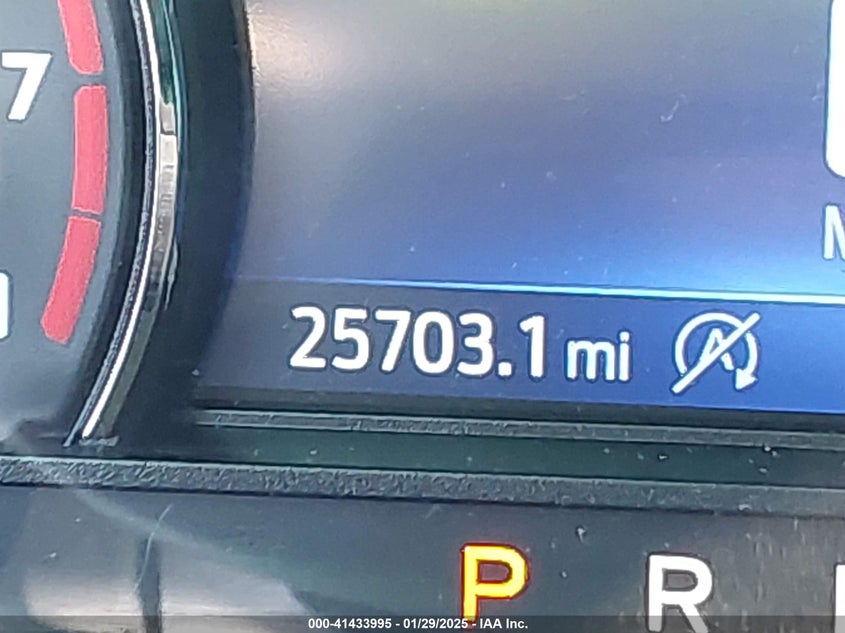 7
25703.1 mi
P R
000-41433995 - 01/29/2025 - IAA Inc.